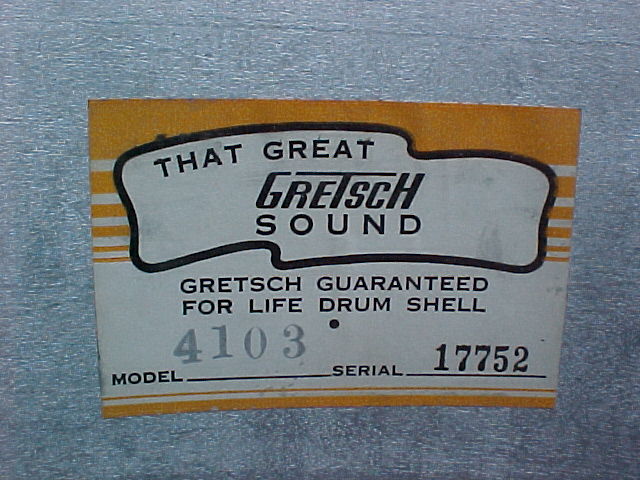 THAT GREAT
GRETSCH
SOUND
GRETSCH GUARANTEED
FOR LIFE DRUM SHELL
4103 17752
MODEL SERIAL